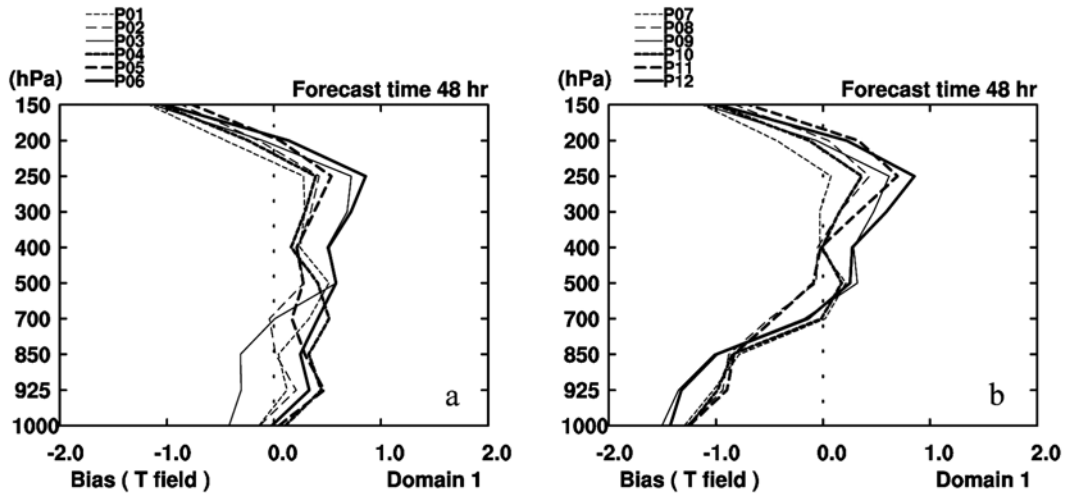 P01
P02
P03
P04
P05
P06
(hPa) Forecast time 48 hr
150
200
250
300
400
500
700
850
925
1000
a
-2.0 -1.0 0.0 1.0 2.0
Bias ( T field ) Domain 1
P07
P08
P09
P10
P11
P12
(hPa) Forecast time 48 hr
150
200
250
300
400
500
700
850
925
1000
b
-2.0 -1.0 0.0 1.0 2.0
Bias ( T field ) Domain 1